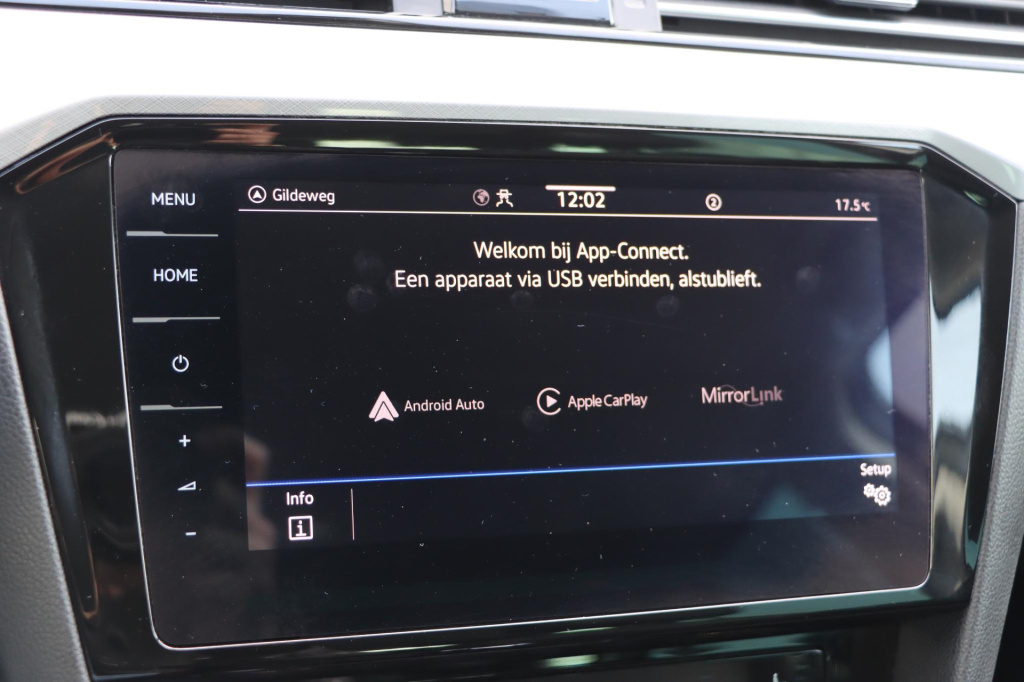 MENU
Gildeweg
12:02
2
17.5°C
HOME
Welkom bij App-Connect.
Een apparaat via USB verbinden, alstublieft.
+
-
Android Auto
Apple CarPlay
MirrorLink
Info
i
Setup